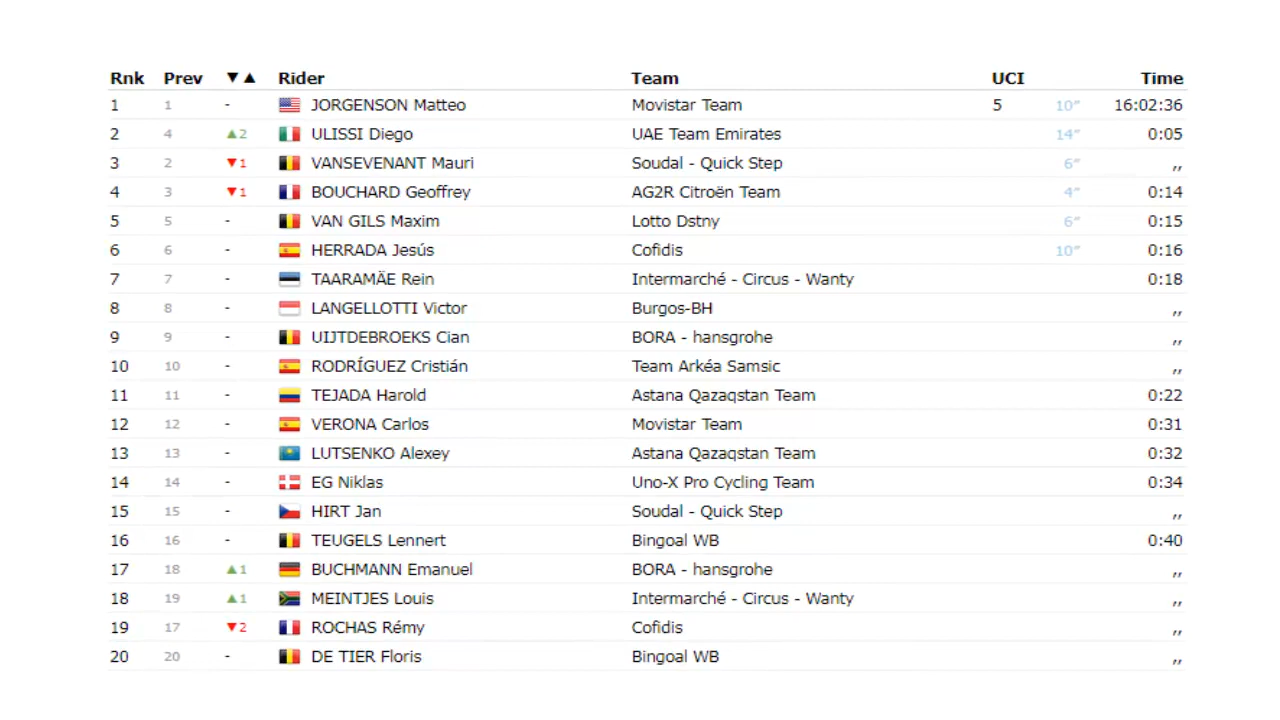 Rnk Prev ▼▲ Rider Team UCI Time
1 1 - JORGENSON Matteo Movistar Team 5 10″ 16:02:36
2 4 ▲2 ULISSI Diego UAE Team Emirates 14″ 0:05
3 2 ▼1 VANSEVENANT Mauri Soudal - Quick Step 6″ ,,
4 3 ▼1 BOUCHARD Geoffrey AG2R Citroën Team 4″ 0:14
5 5 - VAN GILS Maxim Lotto Dstny 6″ 0:15
6 6 - HERRADA Jesús Cofidis 10″ 0:16
7 7 - TAARAMÄE Rein Intermarché - Circus - Wanty 0:18
8 8 - LANGELLOTTI Victor Burgos-BH ,,
9 9 - UIJTDEBROEKS Cian BORA - hansgrohe ,,
10 10 - RODRÍGUEZ Cristián Team Arkéa Samsic ,,
11 11 - TEJADA Harold Astana Qazaqstan Team 0:22
12 12 - VERONA Carlos Movistar Team 0:31
13 13 - LUTSENKO Alexey Astana Qazaqstan Team 0:32
14 14 - EG Niklas Uno-X Pro Cycling Team 0:34
15 15 - HIRT Jan Soudal - Quick Step ,,
16 16 - TEUGELS Lennert Bingoal WB 0:40
17 18 ▲1 BUCHMANN Emanuel BORA - hansgrohe ,,
18 19 ▲1 MEINTJES Louis Intermarché - Circus - Wanty ,,
19 17 ▼2 ROCHAS Rémy Cofidis ,,
20 20 - DE TIER Floris Bingoal WB ,,